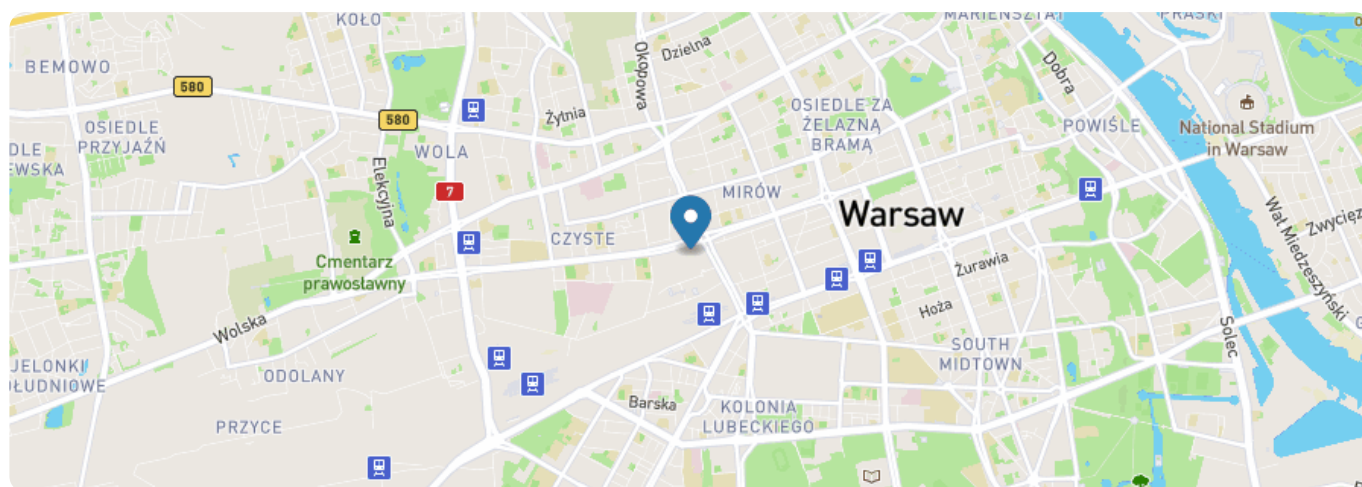 KOŁO
Dzielna
MARIENSZTAT
PRASKI
BEMOWO
Okopowa
Dobra
580
OSIEDLE
PRZYJAŹŃ
580
Żytnia
OSIEDLE ZA
ŻELAZNĄ
BRAMĄ
POWIŚLE
National Stadium
in Warsaw
DLE
EWSKA
WOLA
Elekcyjna
7
MIRÓW
Warsaw
CZYSTE
Cmentarz
prawosławny
Żurawia
Wał Miedzeszyński
Zwycięz
Wolska
Hoża
Solec
JELONKI
OŁUDNIOWE
ODOLANY
SOUTH
MIDTOWN
Barska
KOLONIA
LUBECKIEGO
PRZYCE